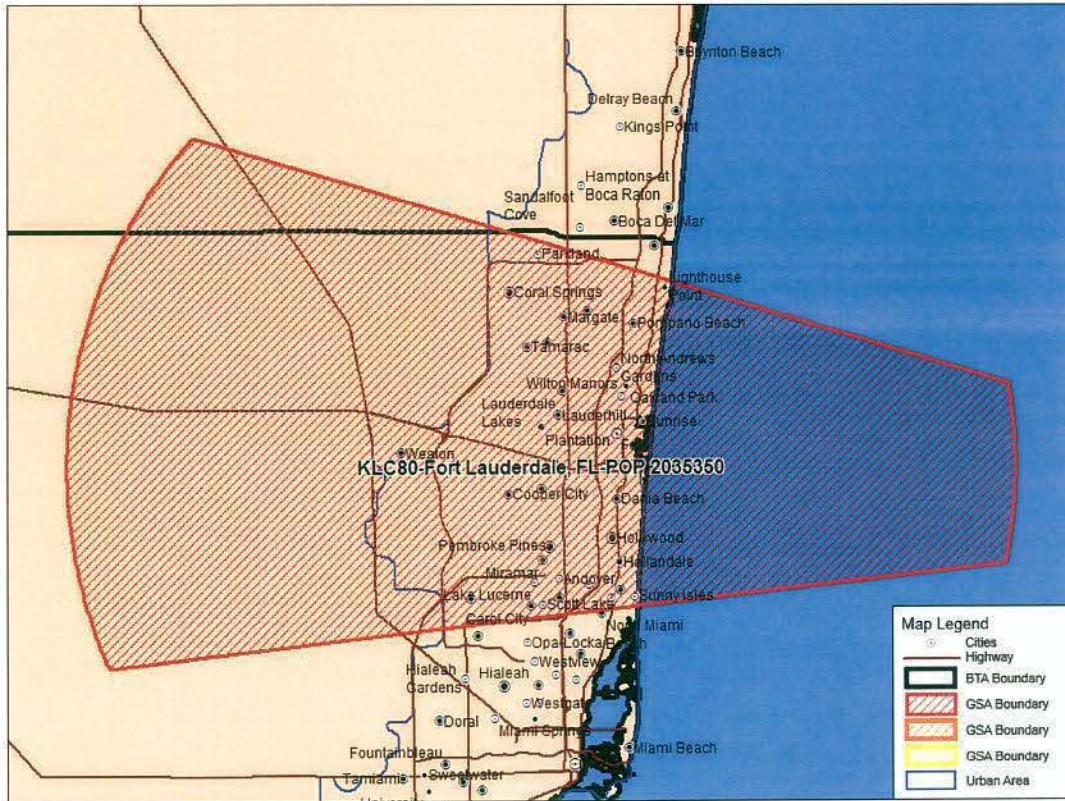 Boynton Beach
Delray Beach
Kings Point
Hamptons at
Boca Raton
Sandalfoot
Cove
Boca Del Mar
Parkland
Lighthouse
Point
Coral Springs
Margate
Pompano Beach
Tamarac
North Andrews
Gardens
Wilton Manors
Oakland Park
Lauderdale
Lakes
Lauderhill
Sunrise
Plantation
Weston
KLC80-Fort Lauderdale, FL-POP 2035350
Cooper City
Dania Beach
Hollywood
Pembroke Pines
Hollandale
Miramar
Andover
Lake Lucerne
Scott Lake
Sunny Isles
Carol City
North Miami
Beach
Opa-Locka
Westview
Hialeah
Gardens
Hialeah
Westgate
Doral
Miami Springs
Miami Beach
Fountainbleau
Tamiami
Sweetwater
Map Legend
Cities
Highway
BTA Boundary
GSA Boundary
GSA Boundary
GSA Boundary
Urban Area